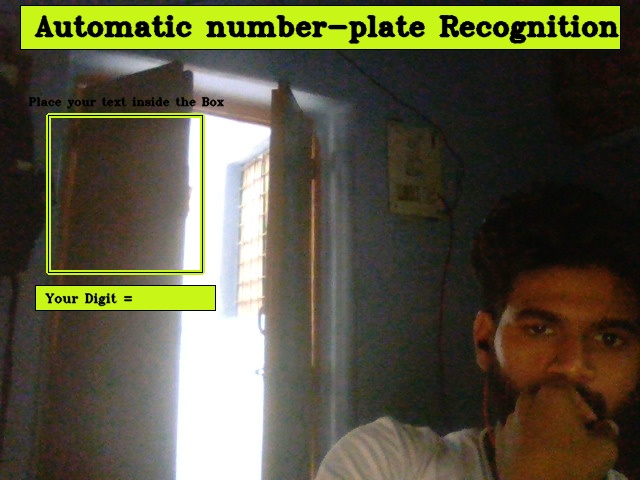 Automatic number-plate Recognition
Place your text inside the Box
Your Digit =